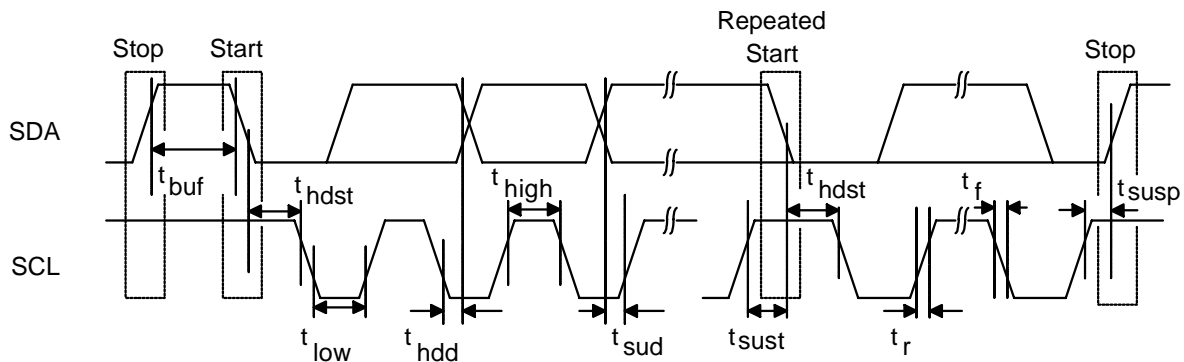 Repeated
Stop Start Start Stop
SDA
t buf t hdst t high t hdst t f t susp
SCL
t low t hdd t sud t sust t r